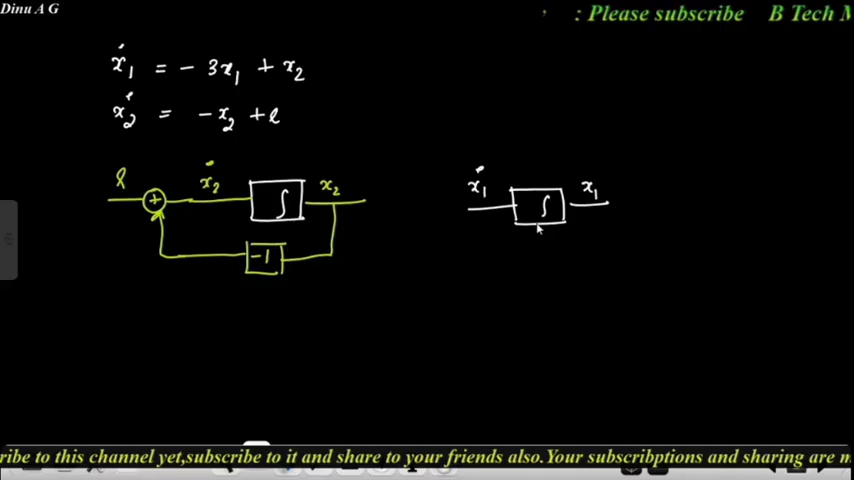 Dinu A G
: Please subscribe B Tech M
ẋ₁ = - 3x₁ + x₂
ẋ₂ = -x₂ + r
r + ẋ₂ ∫ x₂
-1
ẋ₁ ∫ x₁
ribe to this channel yet,subscribe to it and share to your friends also.Your subscribptions and sharing are m